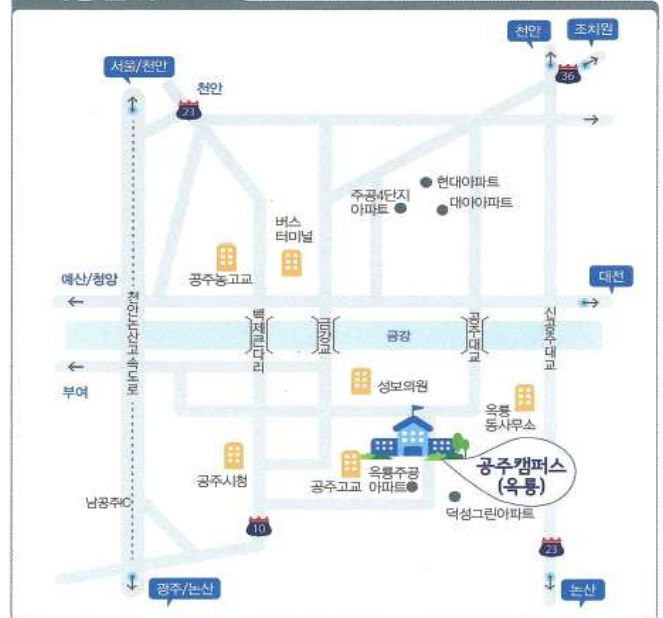 천안
조치원
36
서울/천안
천안
23
현대아파트
주공4단지
아파트
대아아파트
버스
터미널
공주농고교
예산/청양
대전
천안논산고속도로
백제큰다리
금강교
금강
공주대교
신공주대교
부여
성보의원
옥룡
동사무소
공주시청
공주고교
옥룡주공
아파트
공주캠퍼스
(옥룡)
남공주IC
덕성그린아파트
10
23
광주/논산
논산